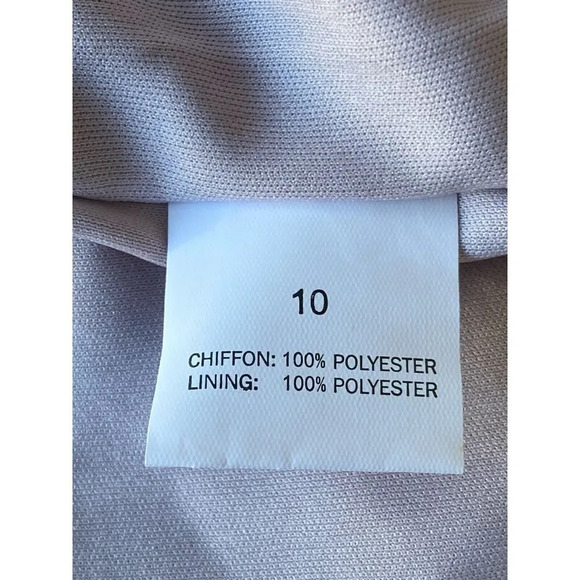 10
CHIFFON: 100% POLYESTER
LINING: 100% POLYESTER